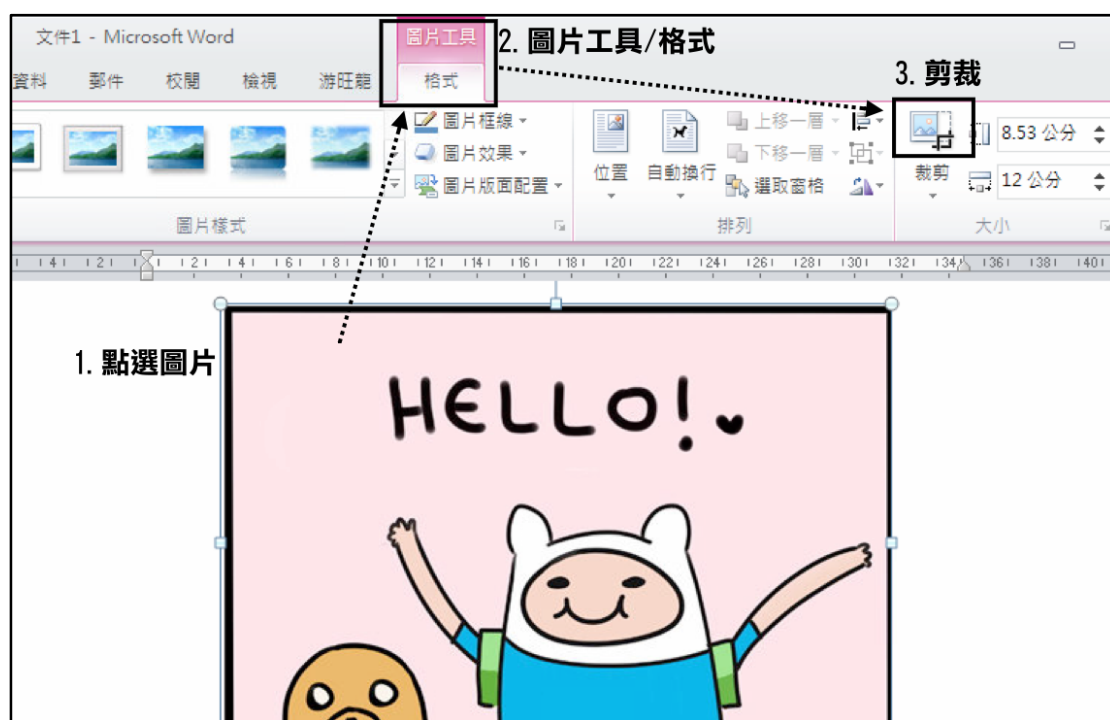 文件1 - Microsoft Word
圖片工具
2. 圖片工具/格式
資料 郵件 校閱 檢視 游旺龍 格式
3. 剪裁
圖片框線
圖片效果
圖片版面配置
位置
自動換行
上移一層
下移一層
選取窗格
裁剪
8.53 公分
12 公分
圖片樣式
排列
大小
1. 點選圖片
HELLO!